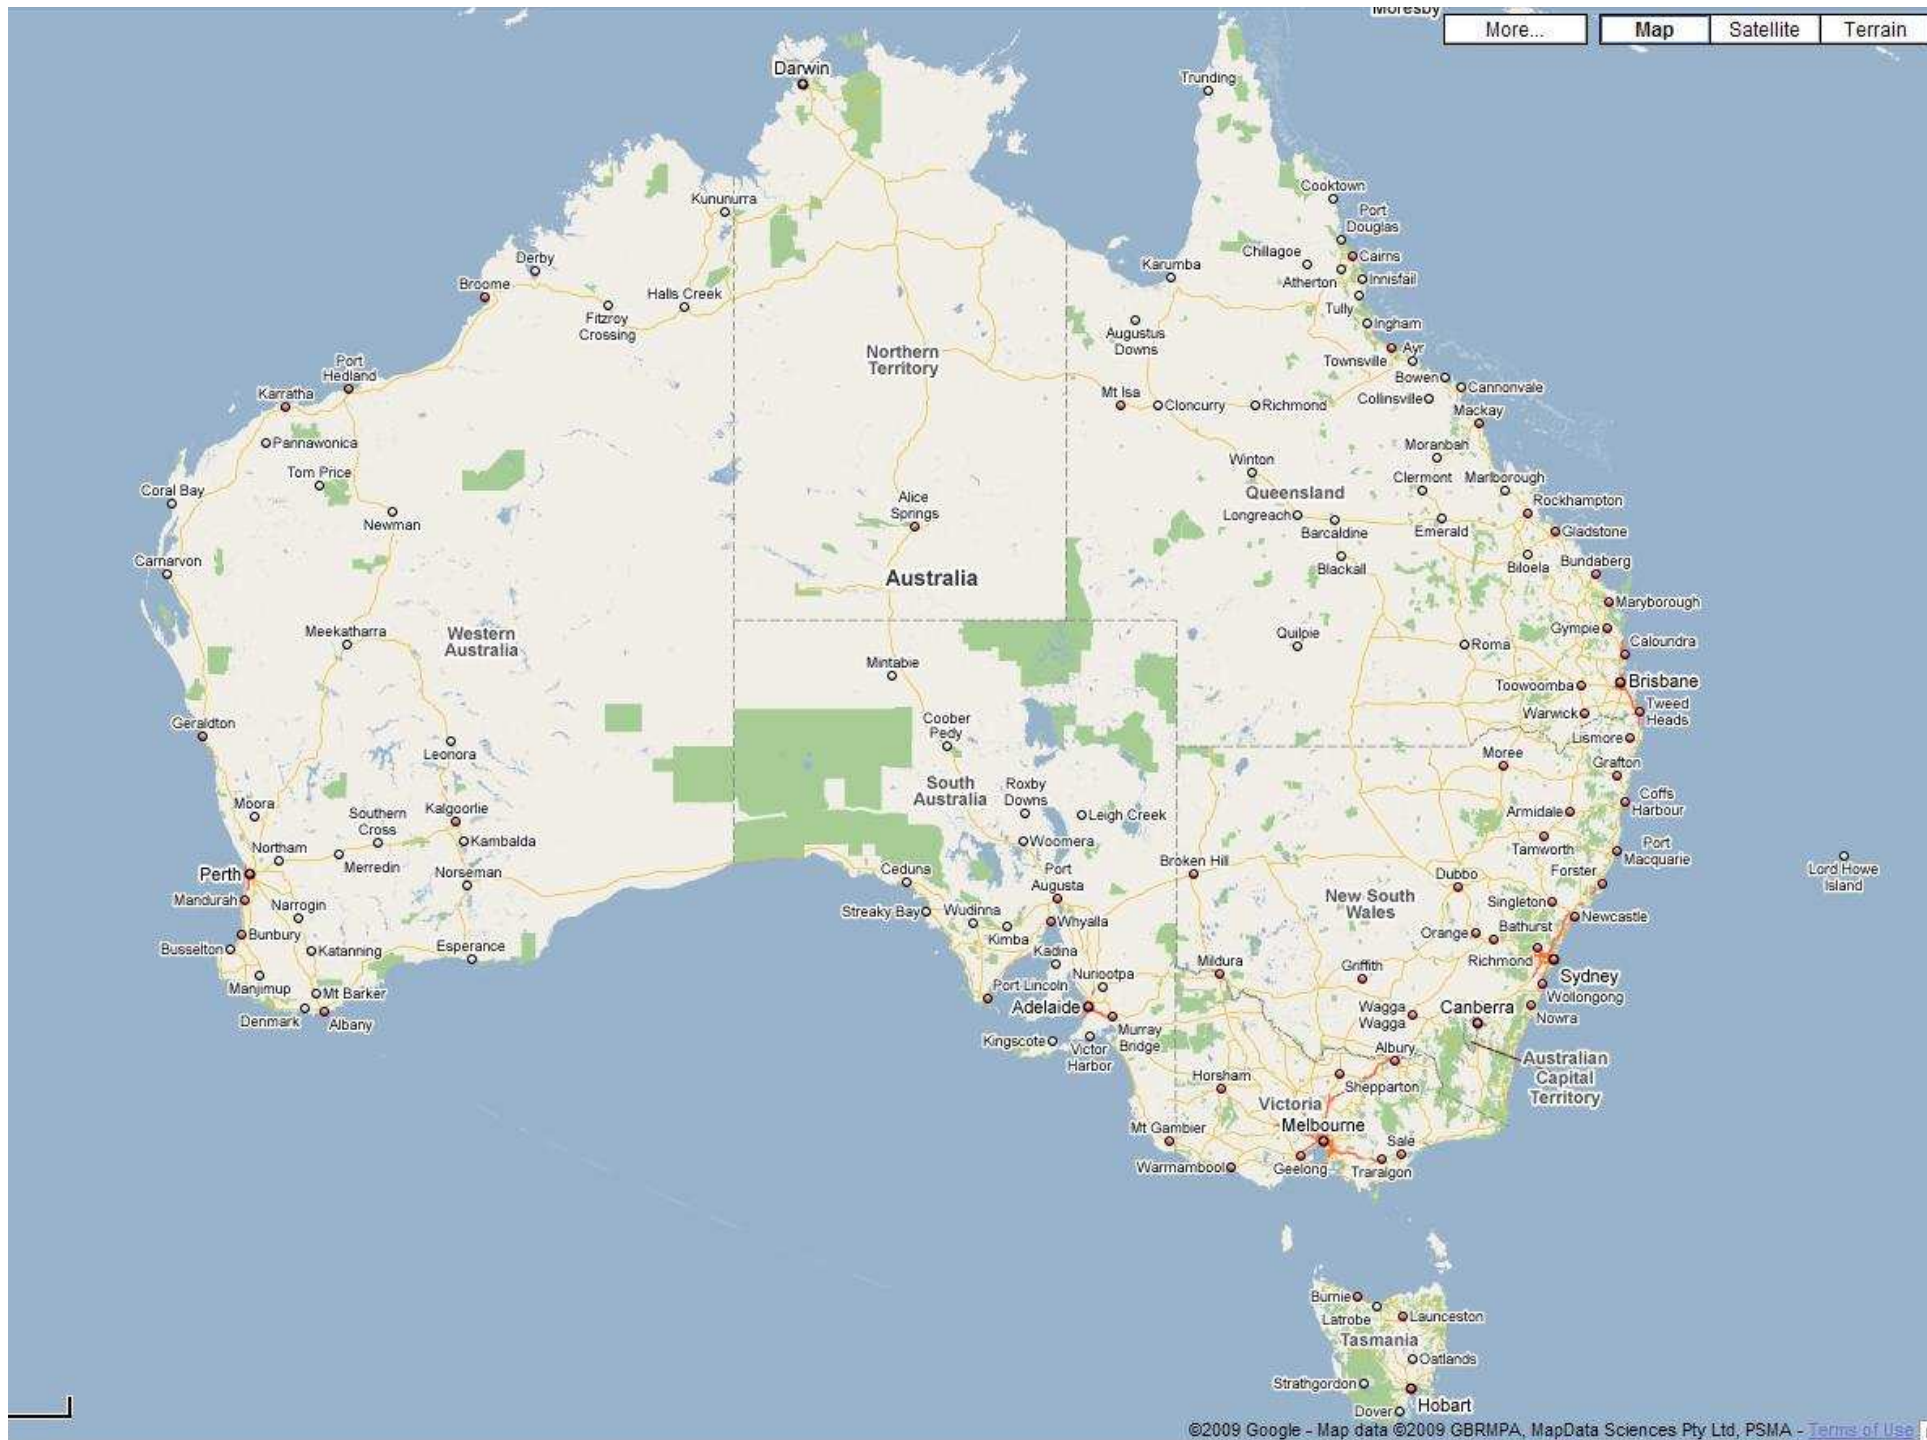 Moresby
More...
Map
Satellite
Terrain
Darwin
Trunding
Kununurra
Cooktown
Port
Douglas
Derby
Broome
Halls Creek
Fitzroy
Crossing
Karumba
Chillagoe
Cairns
Atherton
Innisfail
Tully
Ingham
Augustus
Downs
Northern
Territory
Townsville
Ayr
Bowen
Cannonvale
Collinsville
Mackay
Port
Hedland
Karratha
Pannawonica
Tom Price
Coral Bay
Newman
Carnarvon
Mt Isa
Cloncurry
Richmond
Moranbah
Winton
Clermont
Marlborough
Queensland
Rockhampton
Longreach
Barcaldine
Emerald
Gladstone
Blackall
Biloela
Bundaberg
Alice
Springs
Australia
Maryborough
Gympie
Caloundra
Meekatharra
Western
Australia
Quilpie
Roma
Mintabie
Toowoomba
Brisbane
Warwick
Tweed
Heads
Lismore
Geraldton
Leonora
Coober
Pedy
Moree
Grafton
South
Australia
Roxby
Downs
Leigh Creek
Woomera
Armidale
Coffs
Harbour
Tamworth
Port
Macquarie
Moora
Southern
Cross
Kalgoorlie
Kambalda
Northam
Merredin
Norseman
Perth
Mandurah
Narrogin
Bunbury
Busselton
Katanning
Esperance
Manjimup
Mt Barker
Denmark
Albany
Ceduna
Port
Augusta
Streaky Bay
Wudinna
Kimba
Whyalla
Kadina
Nuriootpa
Port Lincoln
Adelaide
Murray
Bridge
Kingscote
Victor
Harbor
Broken Hill
Dubbo
Forster
Lord Howe
Island
New South
Wales
Singleton
Newcastle
Orange
Bathurst
Richmond
Sydney
Mildura
Griffith
Wollongong
Wagga
Wagga
Canberra
Nowra
Albury
Australian
Capital
Territory
Horsham
Shepparton
Victoria
Melbourne
Mt Gambier
Sale
Warrnambool
Geelong
Traralgon
Burnie
Latrobe
Launceston
Tasmania
Oatlands
Strathgordon
Hobart
Dover
©2009 Google - Map data ©2009 GBRMPA, MapData Sciences Pty Ltd, PSMA - Terms of Use